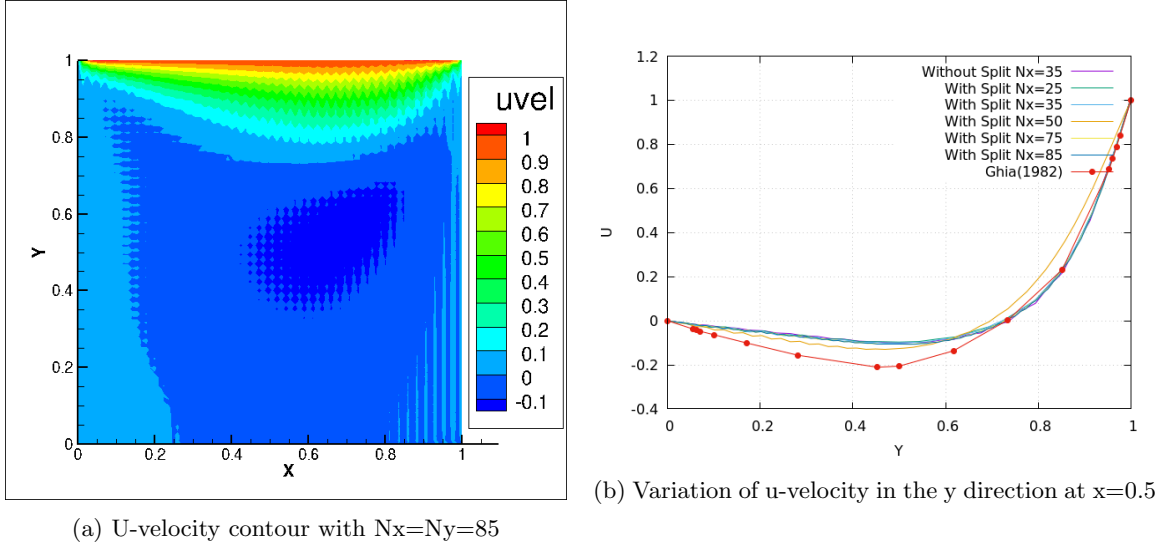 1
0.8
0.6
0.4
0.2
0
Y
0
0.2
0.4
0.6
0.8
1
X
uvel
1
0.9
0.8
0.7
0.6
0.5
0.4
0.3
0.2
0.1
0
-0.1
(a) U-velocity contour with Nx=Ny=85
1.2
1
0.8
0.6
0.4
0.2
0
-0.2
-0.4
U
Without Split Nx=35
With Split Nx=25
With Split Nx=35
With Split Nx=50
With Split Nx=75
With Split Nx=85
Ghia(1982)
0
0.2
0.4
0.6
0.8
1
Y
(b) Variation of u-velocity in the y direction at x=0.5